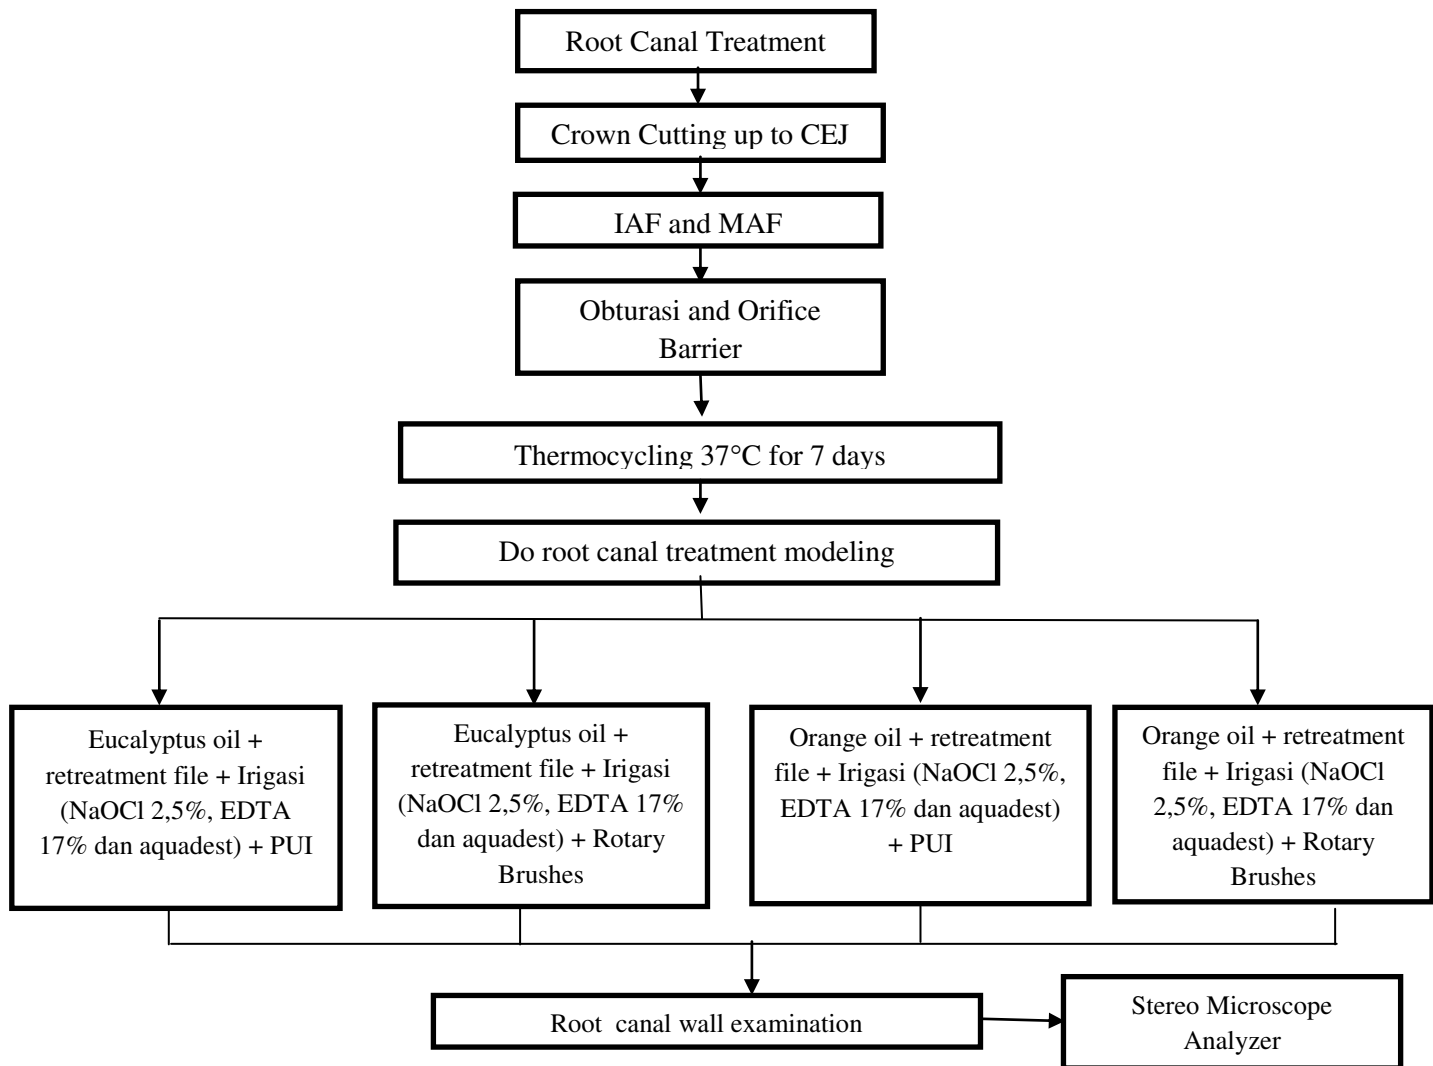 Root Canal Treatment
Crown Cutting up to CEJ
IAF and MAF
Obturasi and Orifice
Barrier
Thermocycling 37°C for 7 days
Do root canal treatment modeling
Eucalyptus oil +
retreatment file + Irigasi
(NaOCl 2,5%, EDTA
17% dan aquadest) + PUI
Eucalyptus oil +
retreatment file + Irigasi
(NaOCl 2,5%, EDTA 17%
dan aquadest) + Rotary
Brushes
Orange oil + retreatment
file + Irigasi (NaOCl 2,5%,
EDTA 17% dan aquadest)
+ PUI
Orange oil + retreatment
file + Irigasi (NaOCl
2,5%, EDTA 17% dan
aquadest) + Rotary
Brushes
Root canal wall examination
Stereo Microscope
Analyzer